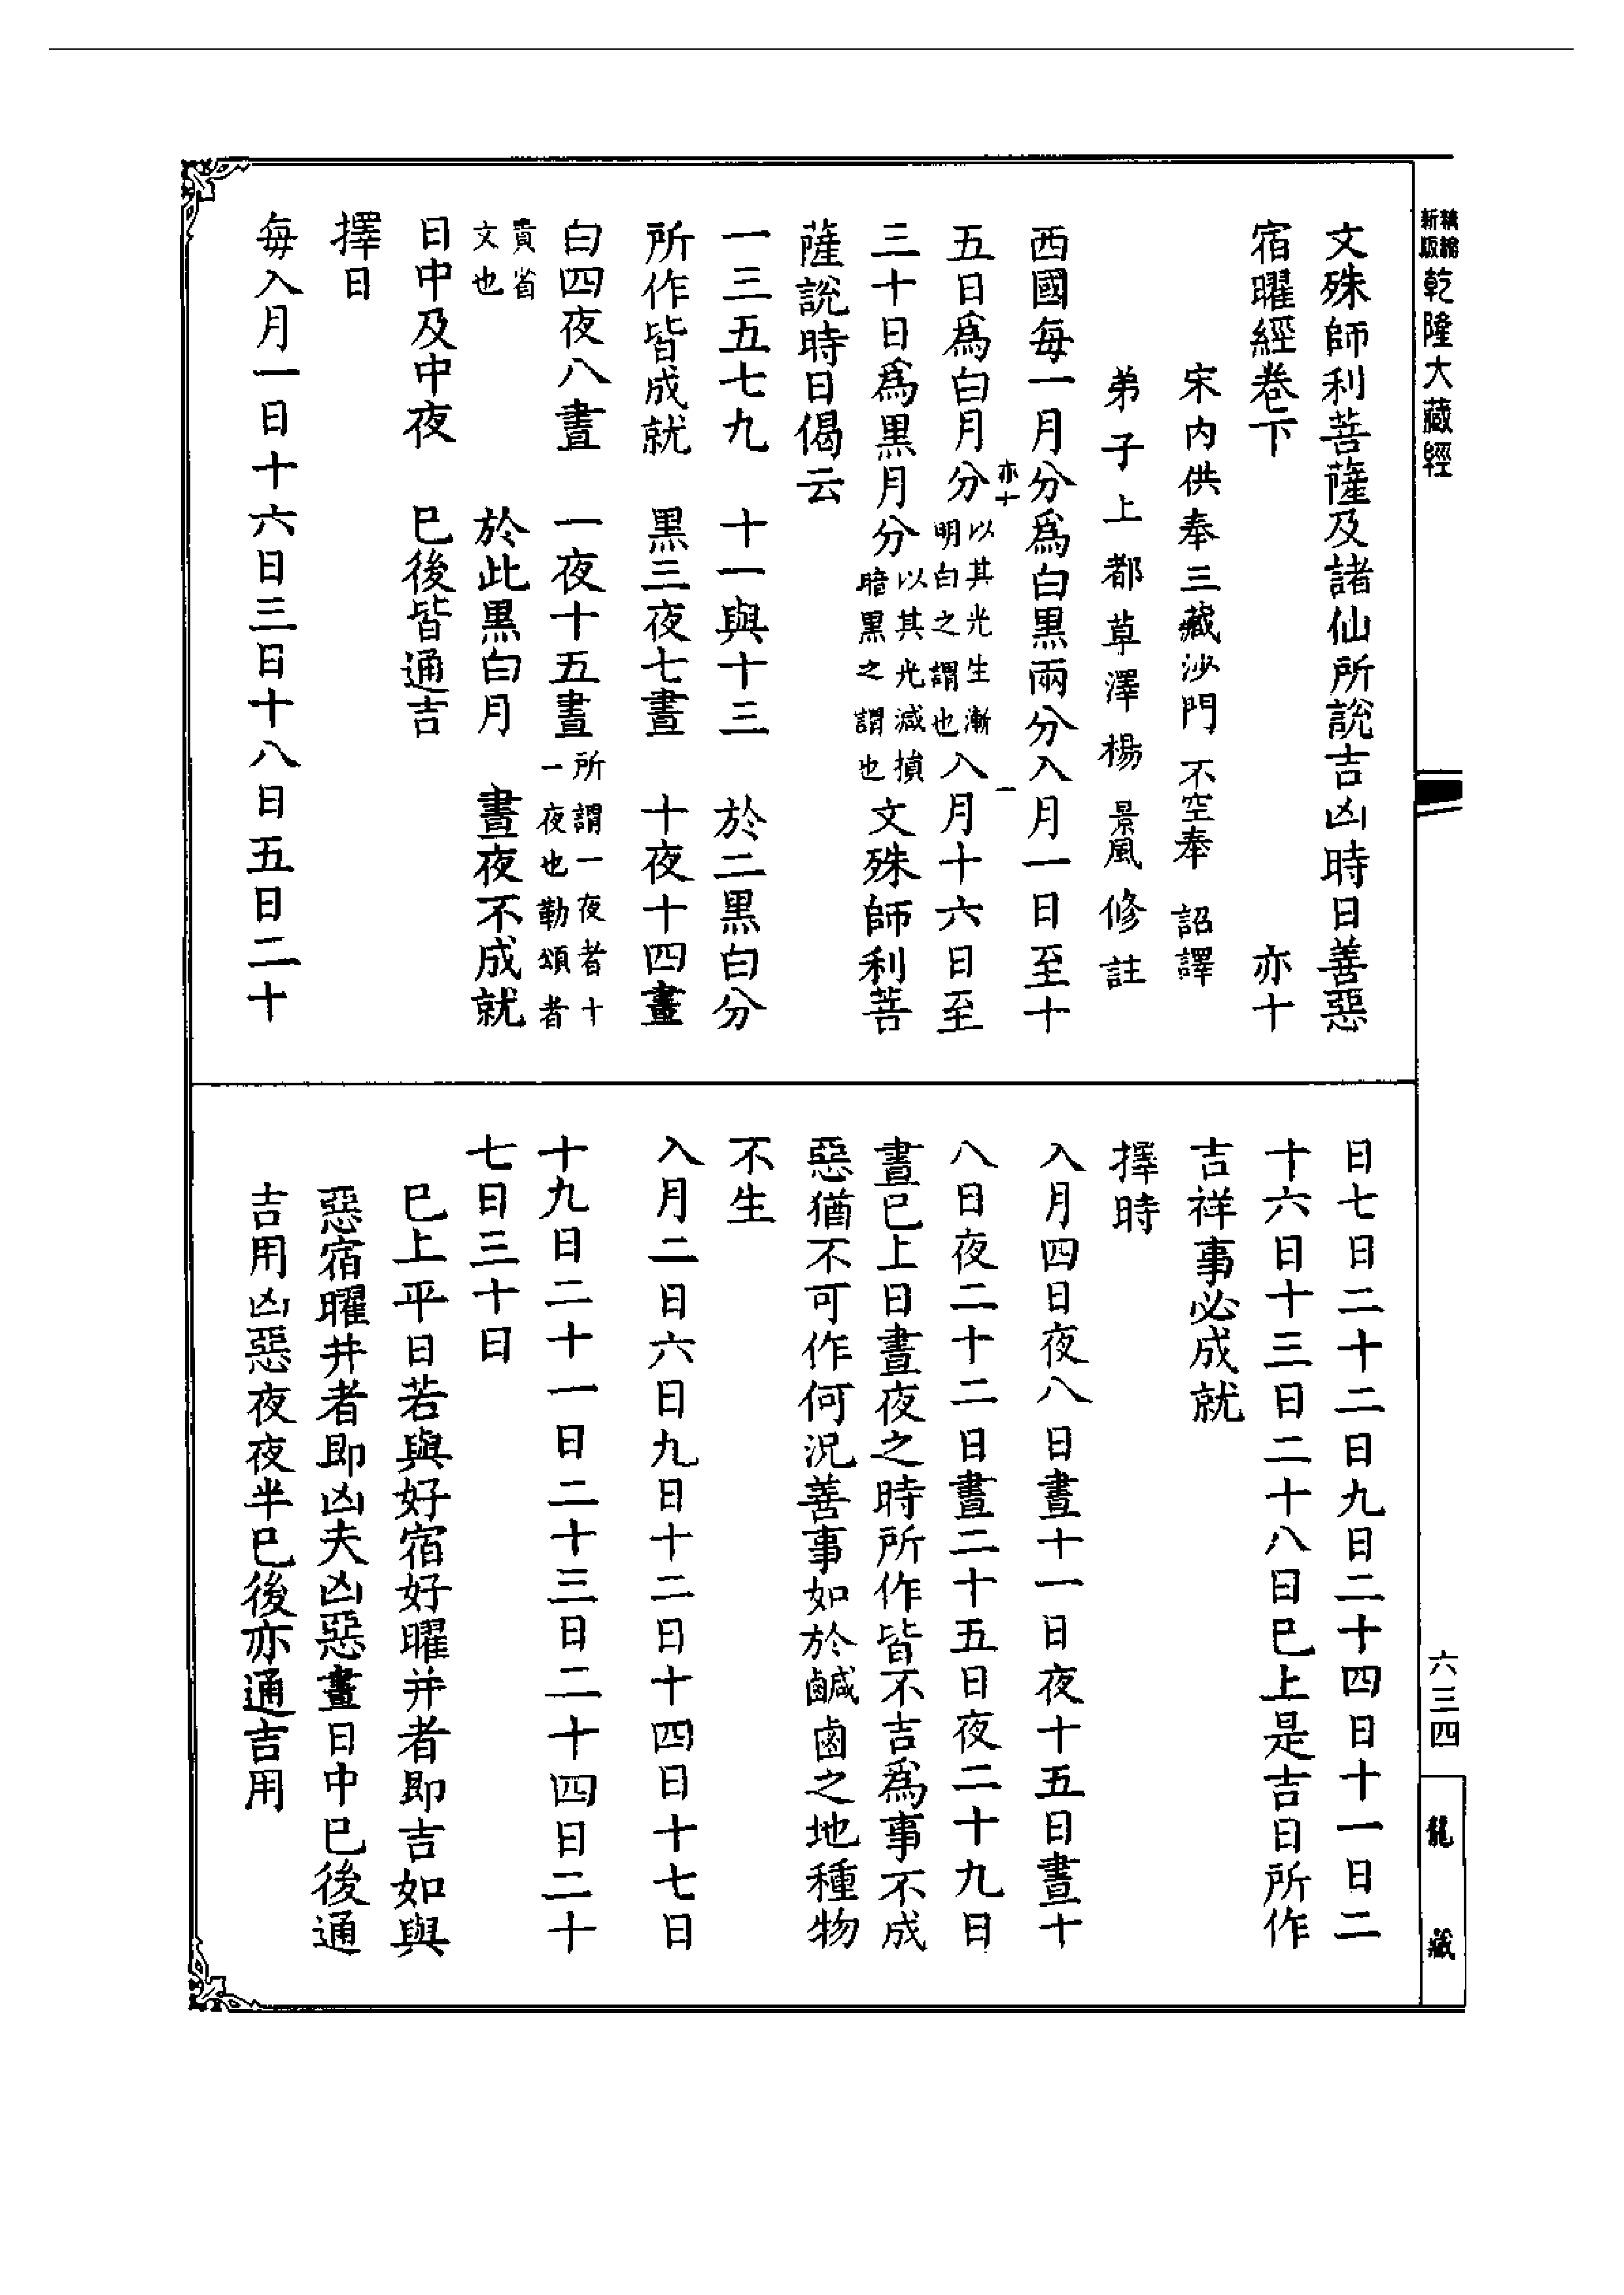 精縮新版乾隆大藏經
文殊師利菩薩及諸仙所說吉凶時日善惡
宿曜經卷下　亦十
宋內供奉三藏沙門不空奉　詔譯
弟子上都草澤楊景風修註
西國每一月分爲白黑兩分入月一日至十
亦十一
五日爲白月分以其光生漸明白之謂也入月十六日至
三十日爲黑月分以其光減損暗黑之謂也文殊師利菩
薩說時日偈云
一三五七九　十一與十三　於二黑白分
所作皆成就　黑三夜七晝　十夜十四晝
白四夜八晝　一夜十五晝所謂一夜者十一夜也勒頌者
貴省文也　於此黑白月　晝夜不成就
日中及中夜　已後皆通吉
擇日
每入月一日十六日三日十八日五日二十
日七日二十二日九日二十四日十一日二
十六日十三日二十八日已上是吉日所作
吉祥事必成就
擇時
入月四日夜八日晝十一日夜十五日晝十
八日夜二十二日晝二十五日夜二十九日
晝已上日晝夜之時所作皆不吉爲事不成
惡猶不可作何況善事如於鹹鹵之地種物
不生
入月二日六日九日十二日十四日十七日
十九日二十一日二十三日二十四日二十
七日三十日
已上平日若與好宿好曜并者即吉如與
惡宿曜井者即凶夫凶惡晝日中已後通
吉用凶惡夜夜半已後亦通吉用
六三四
龍藏